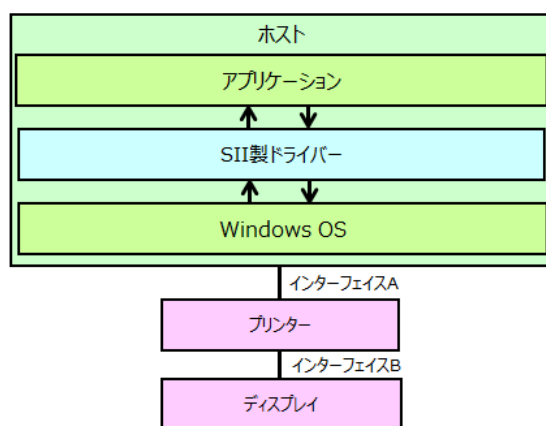 ホスト
アプリケーション
SII製ドライバー
Windows OS
インターフェイスA
プリンター
インターフェイスB
ディスプレイ